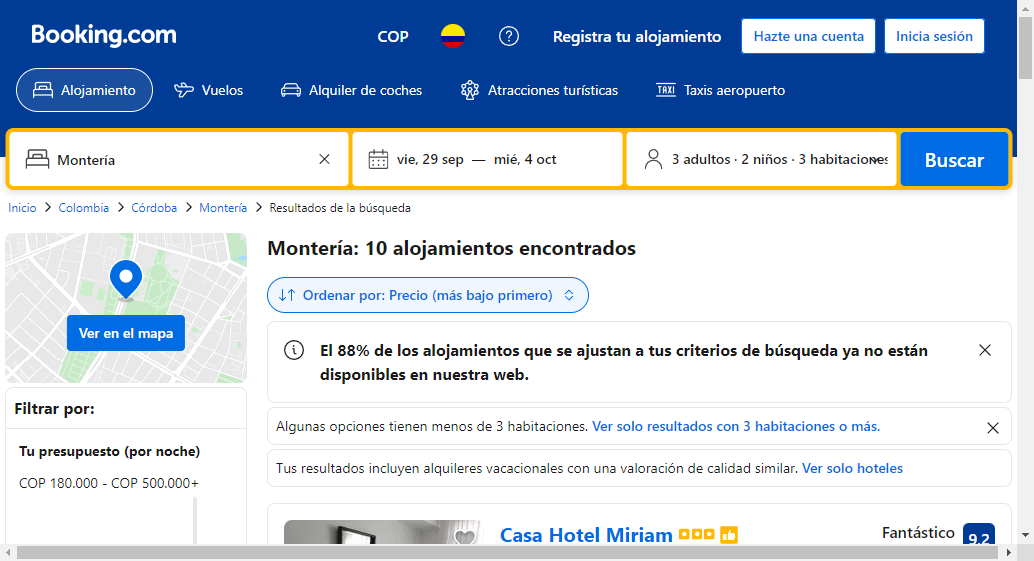 Booking.com
COP
Registra tu alojamiento
Hazte una cuenta
Inicia sesión
Alojamiento
Vuelos
Alquiler de coches
Atracciones turísticas
TAXI
Taxis aeropuerto
Montería
vie, 29 sep — mié, 4 oct
3 adultos · 2 niños · 3 habitaciones
Buscar
Inicio > Colombia > Córdoba > Montería > Resultados de la búsqueda
Ver en el mapa
Filtrar por:
Tu presupuesto (por noche)
COP 180.000 - COP 500.000+
Montería: 10 alojamientos encontrados
Ordenar por: Precio (más bajo primero)
El 88% de los alojamientos que se ajustan a tus criterios de búsqueda ya no están
disponibles en nuestra web.
Algunas opciones tienen menos de 3 habitaciones. Ver solo resultados con 3 habitaciones o más.
Tus resultados incluyen alquileres vacacionales con una valoración de calidad similar. Ver solo hoteles
Casa Hotel Miriam
Fantástico
9,2